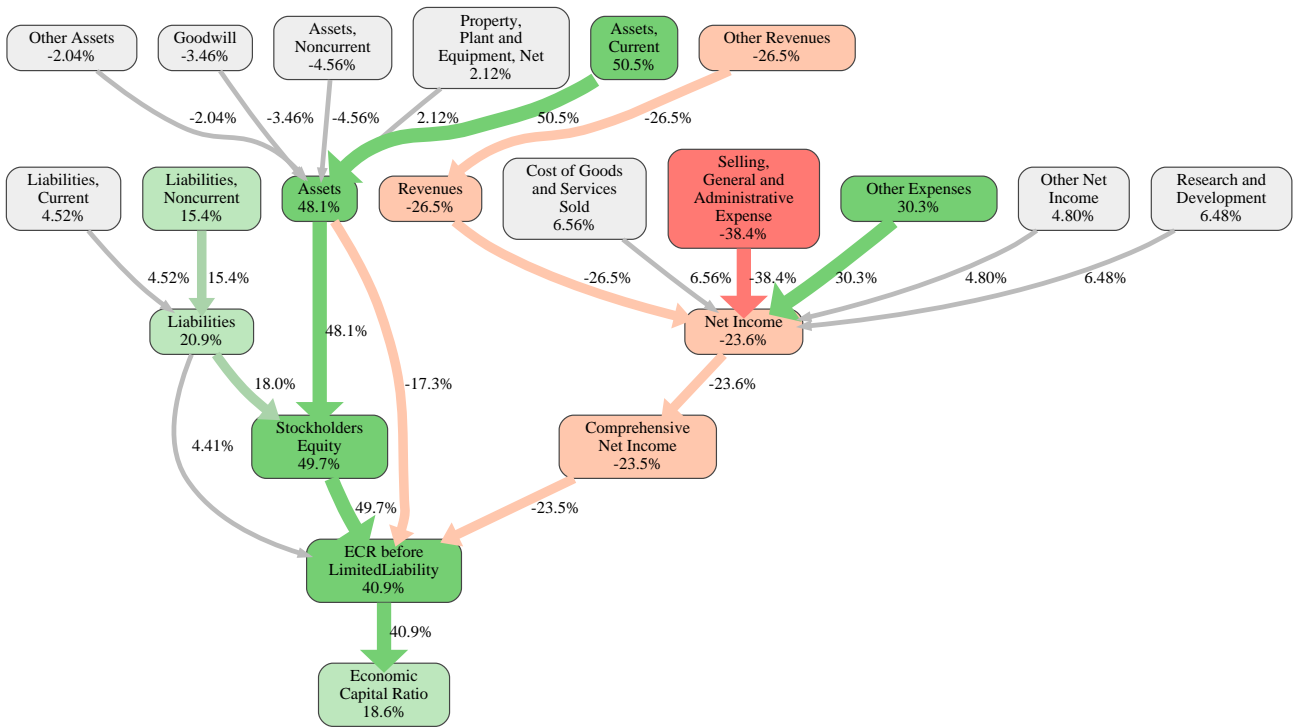 Other Assets
-2.04%
Goodwill
-3.46%
Assets,
Noncurrent
-4.56%
Property,
Plant and
Equipment, Net
2.12%
Assets,
Current
50.5%
Other Revenues
-26.5%
-2.04%
-3.46%
-4.56%
2.12%
50.5%
-26.5%
Liabilities,
Current
4.52%
Liabilities,
Noncurrent
15.4%
Assets
48.1%
Revenues
-26.5%
Cost of Goods
and Services
Sold
6.56%
Selling,
General and
Administrative
Expense
-38.4%
Other Expenses
30.3%
Other Net
Income
4.80%
Research and
Development
6.48%
4.52%
15.4%
-26.5%
6.56%
-38.4%
30.3%
4.80%
6.48%
Liabilities
20.9%
48.1%
Net Income
-23.6%
18.0%
-17.3%
-23.6%
4.41%
Stockholders
Equity
49.7%
Comprehensive
Net Income
-23.5%
49.7%
-23.5%
ECR before
LimitedLiability
40.9%
40.9%
Economic
Capital Ratio
18.6%